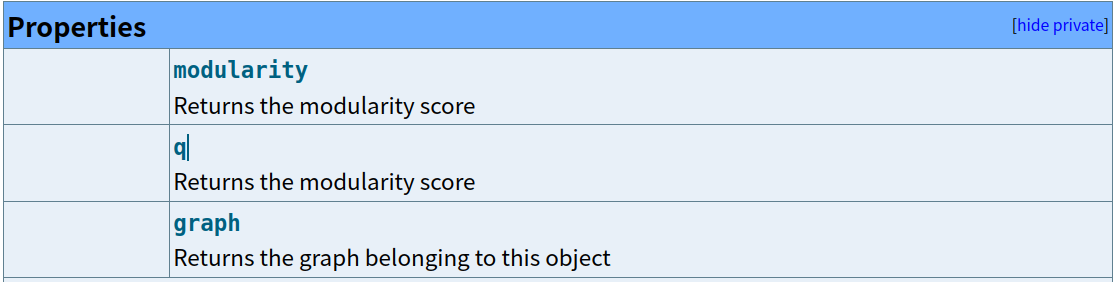 Properties [hide private]
modularity
Returns the modularity score
q
Returns the modularity score
graph
Returns the graph belonging to this object